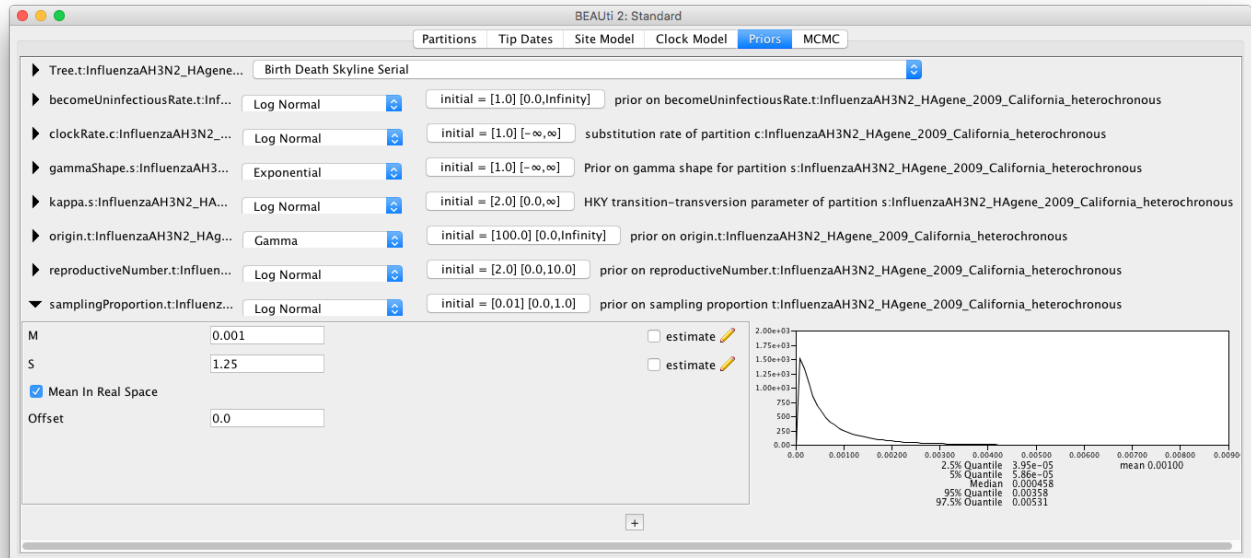 BEAUti 2: Standard
Partitions Tip Dates Site Model Clock Model Priors MCMC
Tree.t:InfluenzaAH3N2_HAgene... Birth Death Skyline Serial
becomeUninfectiousRate.t:Inf... Log Normal initial = [1.0] [0.0,Infinity] prior on becomeUninfectiousRate.t:InfluenzaAH3N2_HAgene_2009_California_heterochronous
clockRate.c:InfluenzaAH3N2_... Log Normal initial = [1.0] [-∞,∞] substitution rate of partition c:InfluenzaAH3N2_HAgene_2009_California_heterochronous
gammaShape.s:InfluenzaAH3... Exponential initial = [1.0] [-∞,∞] Prior on gamma shape for partition s:InfluenzaAH3N2_HAgene_2009_California_heterochronous
kappa.s:InfluenzaAH3N2_HA... Log Normal initial = [2.0] [0.0,∞] HKY transition-transversion parameter of partition s:InfluenzaAH3N2_HAgene_2009_California_heterochronous
origin.t:InfluenzaAH3N2_HAg... Gamma initial = [100.0] [0.0,Infinity] prior on origin.t:InfluenzaAH3N2_HAgene_2009_California_heterochronous
reproductiveNumber.t:Influen... Log Normal initial = [2.0] [0.0,10.0] prior on reproductiveNumber.t:InfluenzaAH3N2_HAgene_2009_California_heterochronous
samplingProportion.t:Influenz... Log Normal initial = [0.01] [0.0,1.0] prior on sampling proportion t:InfluenzaAH3N2_HAgene_2009_California_heterochronous
M 0.001 estimate
S 1.25 estimate
Mean In Real Space
Offset 0.0
2.00e+03
1.75e+03
1.50e+03
1.25e+03
1.00e+03
750
500
250
0.00
0.00 0.00100 0.00200 0.00300 0.00400 0.00500 0.00600 0.00700 0.00800 0.0090
2.5% Quantile 3.95e-05 mean 0.00100
5% Quantile 5.86e-05
Median 0.000458
95% Quantile 0.00358
97.5% Quantile 0.00531
+